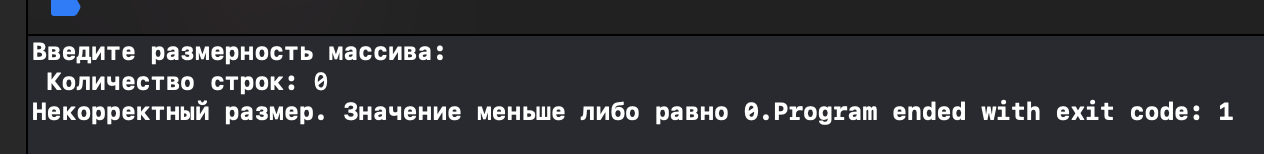 Введите размерность массива:
Количество строк: 0
Некорректный размер. Значение меньше либо равно 0.Program ended with exit code: 1